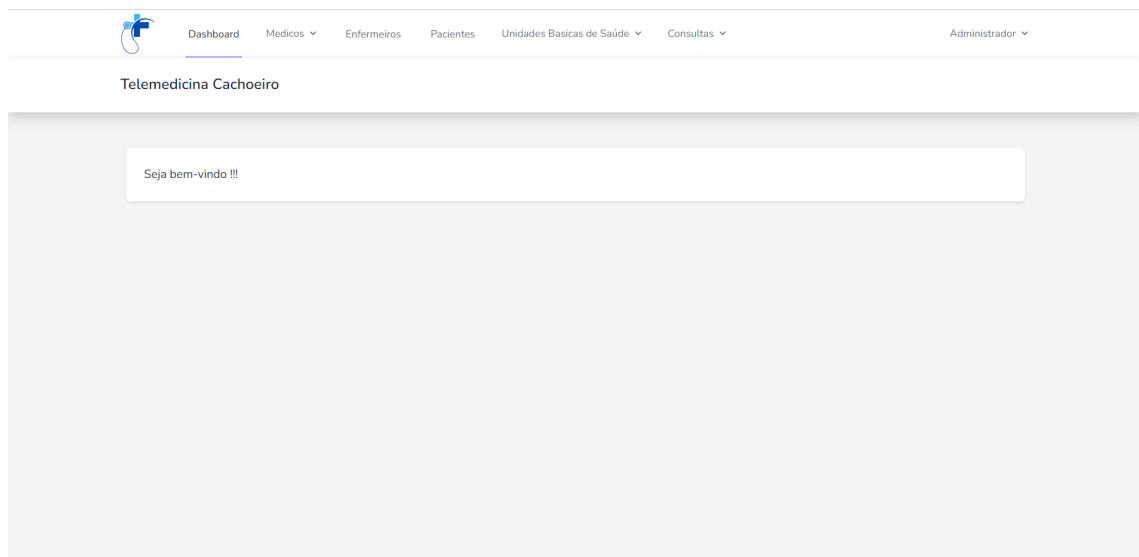 Dashboard Medicos Enfermeiros Pacientes Unidades Basicas de Saúde Consultas Administrador
Telemedicina Cachoeiro
Seja bem-vindo !!!